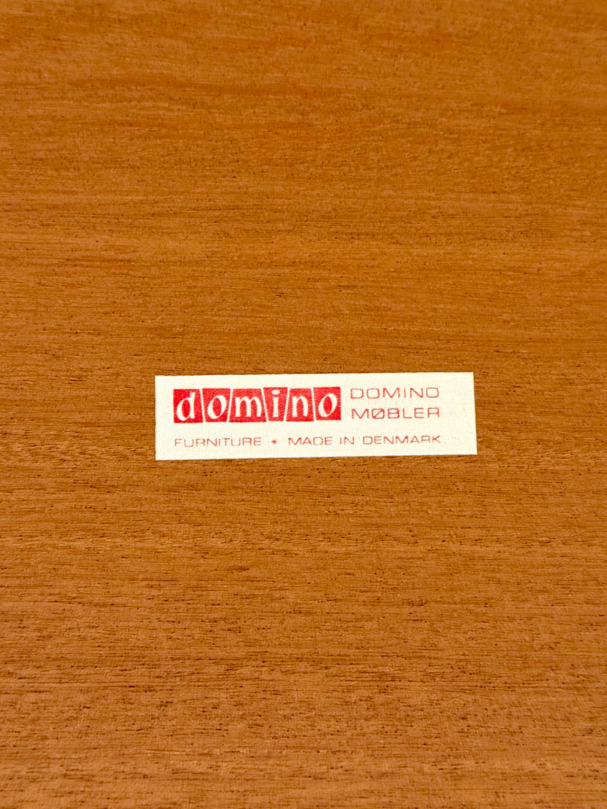 domino DOMINO
MØBLER
FURNITURE * MADE IN DENMARK